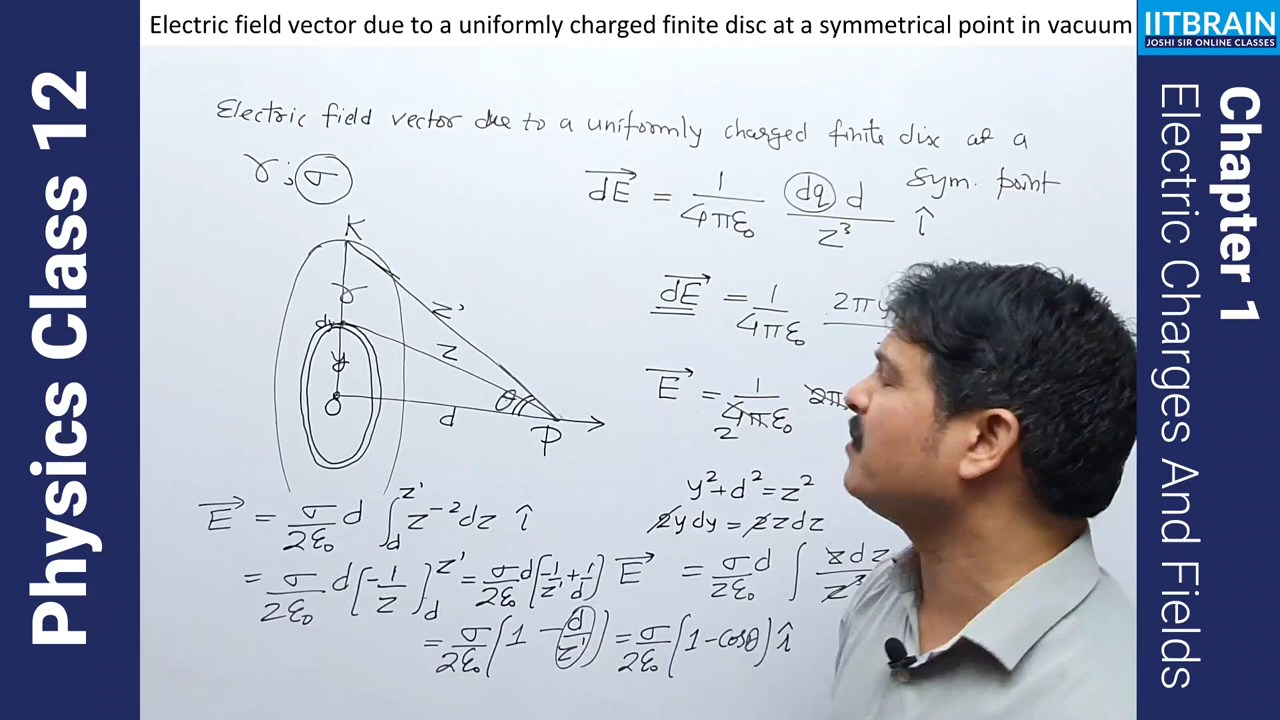 Electric field vector due to a uniformly charged finite disc at a symmetrical point in vacuum
IITBRAIN
JOSHI SIR ONLINE CLASSES
Physics Class 12
Chapter 1
Electric Charges And Fields
Electric field vector due to a uniformly charged finite disc at a
Sym. point
r ; σ
dE⃗ = 1/4πε₀ dq d/z³ î
K
r
z'
dy
z
y
θ
O
d
P
dE⃗ = 1/4πε₀ 2πy
E⃗ = 1/4πε₀ 2π
2
y² + d² = z²
2y dy = 2z dz
E⃗ = σ/2ε₀ d ∫ z dz/z³
E⃗ = σ/2ε₀ d ∫_d^z' z⁻² dz î
= σ/2ε₀ d [-1/z]_d^z' = σ/2ε₀ d [-1/z' + 1/d]
= σ/2ε₀ (1 - d/z') = σ/2ε₀ (1 - cosθ) î